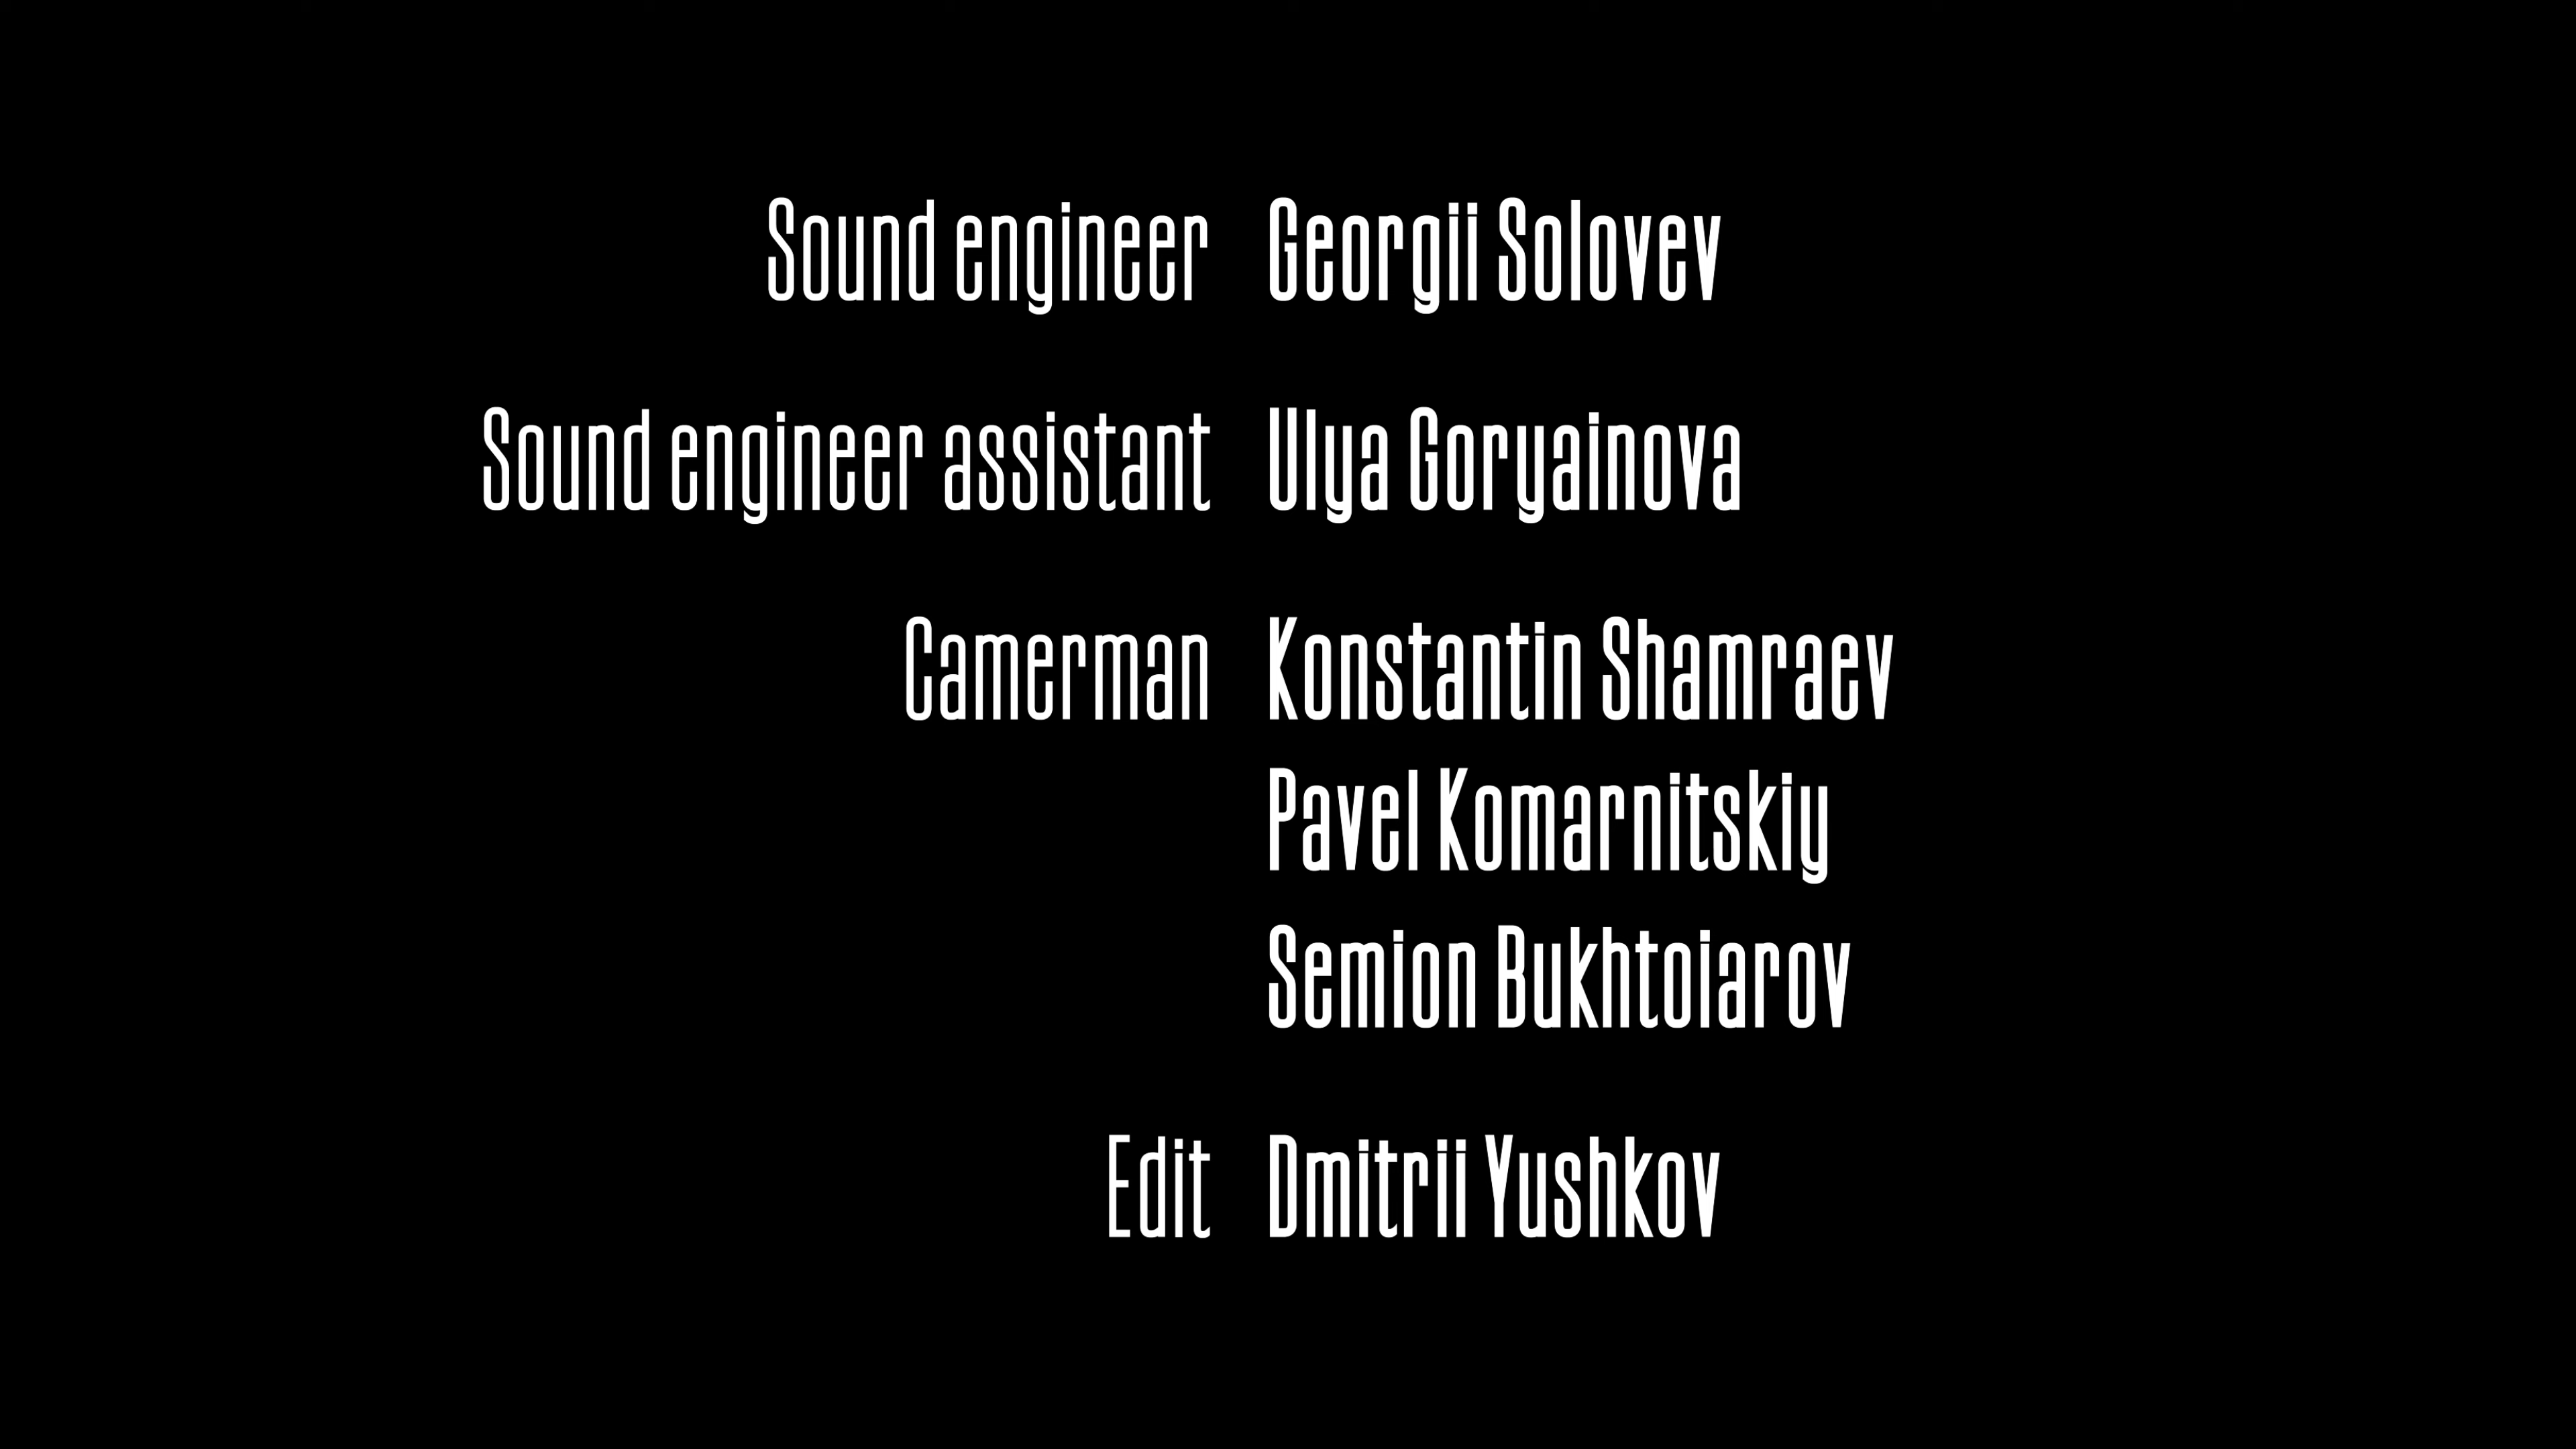 Sound engineer Georgii Solovev
Sound engineer assistant Ulya Goryainova
Camerman Konstantin Shamraev
Pavel Komarnitskiy
Semion Bukhtoiarov
Edit Dmitrii Yushkov